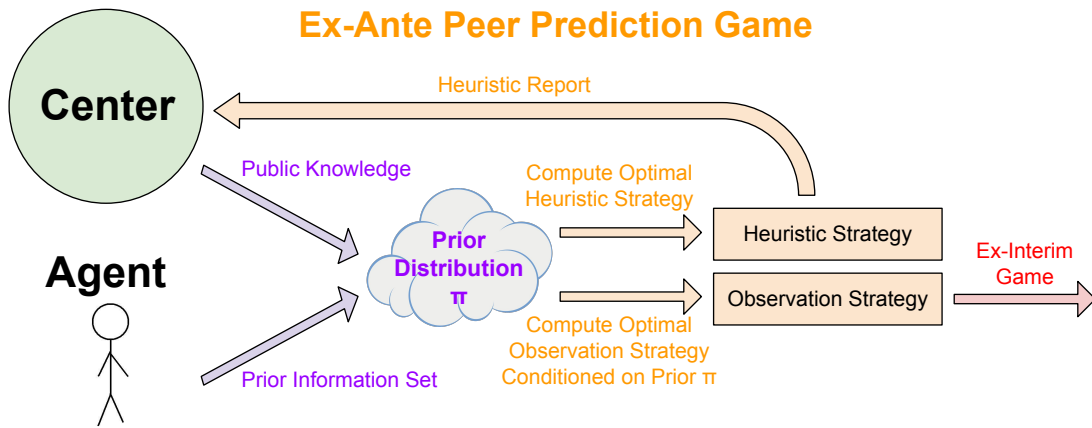 Ex-Ante Peer Prediction Game
Heuristic Report
Center
Public Knowledge
Compute Optimal
Heuristic Strategy
Prior
Distribution
π
Heuristic Strategy
Agent
Ex-Interim
Game
Observation Strategy
Compute Optimal
Observation Strategy
Conditioned on Prior π
Prior Information Set